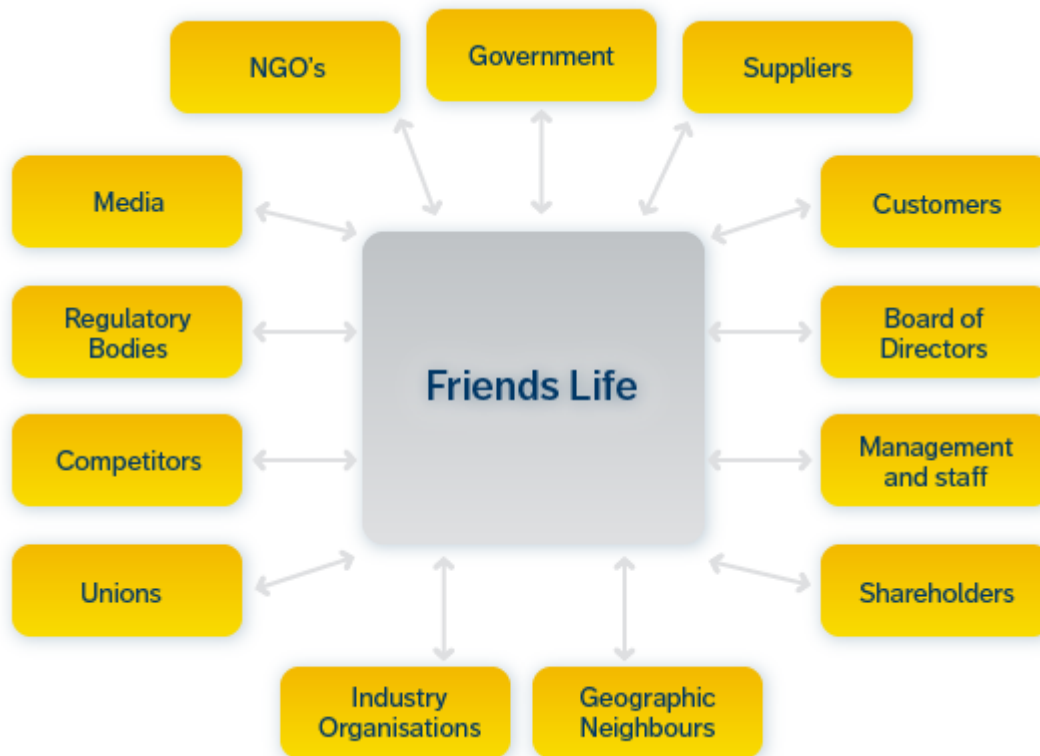 NGO's
Government
Suppliers
Media
Customers
Regulatory
Bodies
Board of
Directors
Friends Life
Competitors
Management
and staff
Unions
Shareholders
Industry
Organisations
Geographic
Neighbours